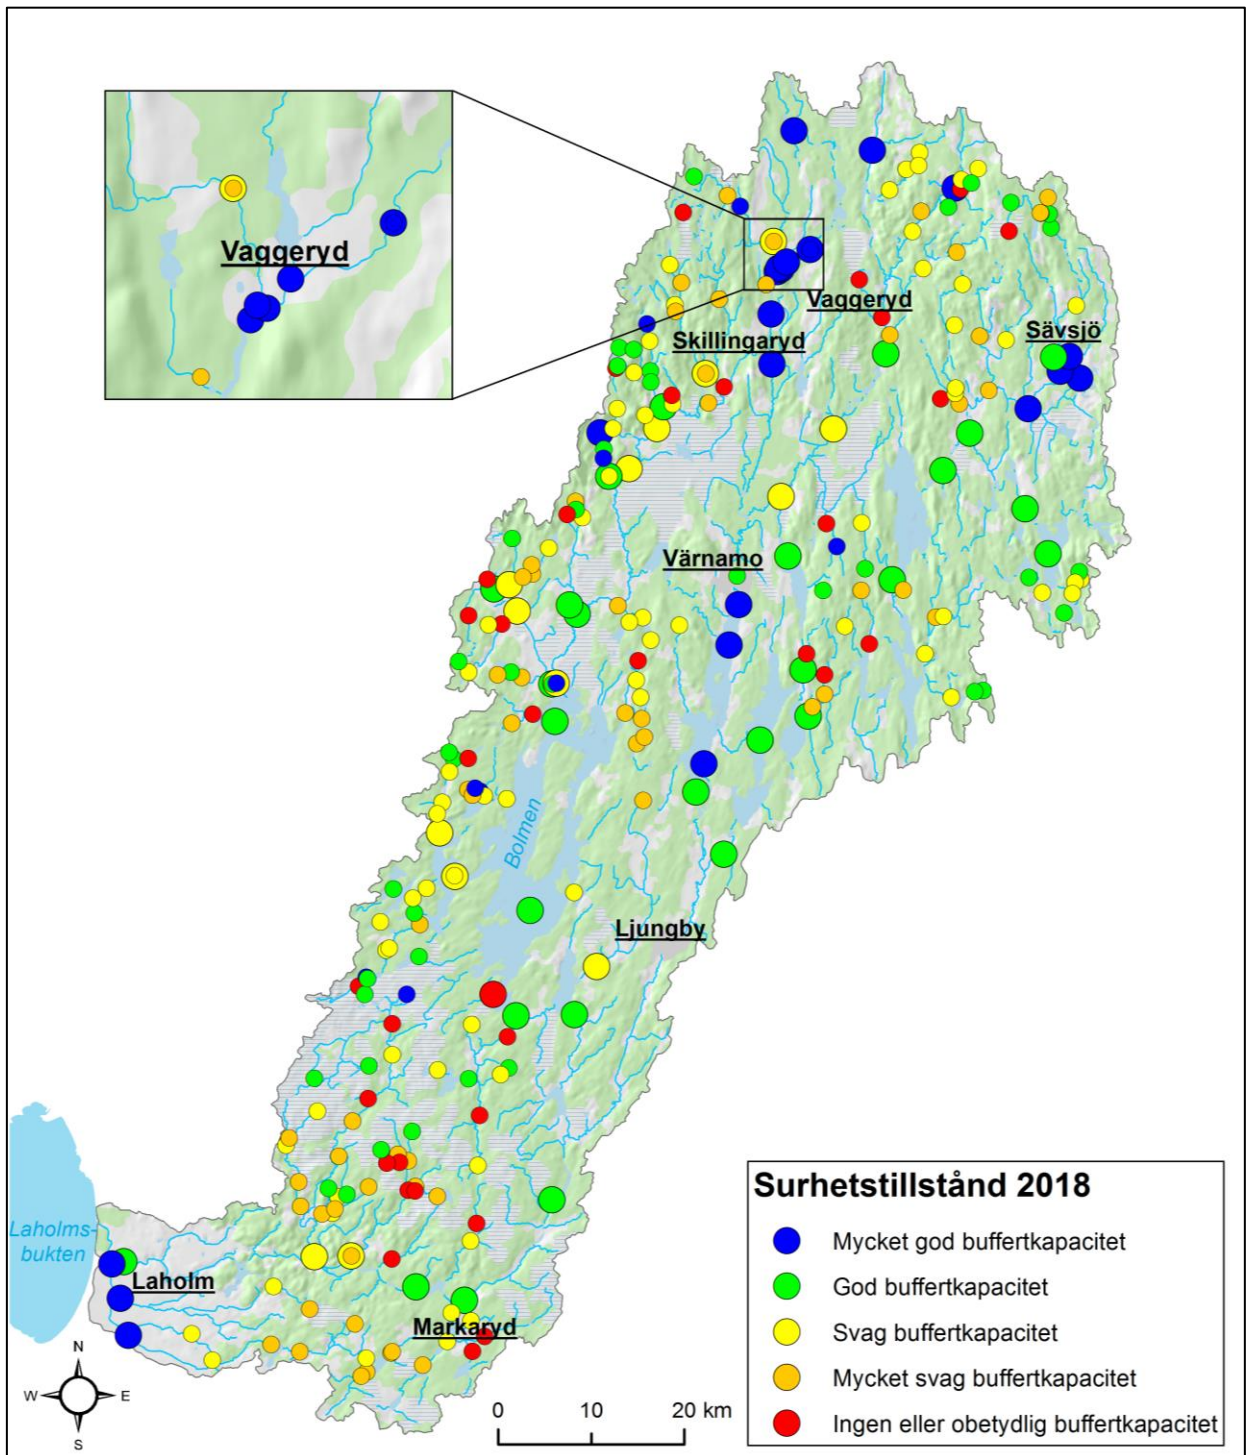 Vaggeryd
Vaggeryd
Skillingaryd
Sävsjö
Värnamo
Bolmen
Ljungby
Laholms-
bukten
Laholm
Markaryd
N
W
E
S
0 10 20 km
Surhetstillstånd 2018
Mycket god buffertkapacitet
God buffertkapacitet
Svag buffertkapacitet
Mycket svag buffertkapacitet
Ingen eller obetydlig buffertkapacitet